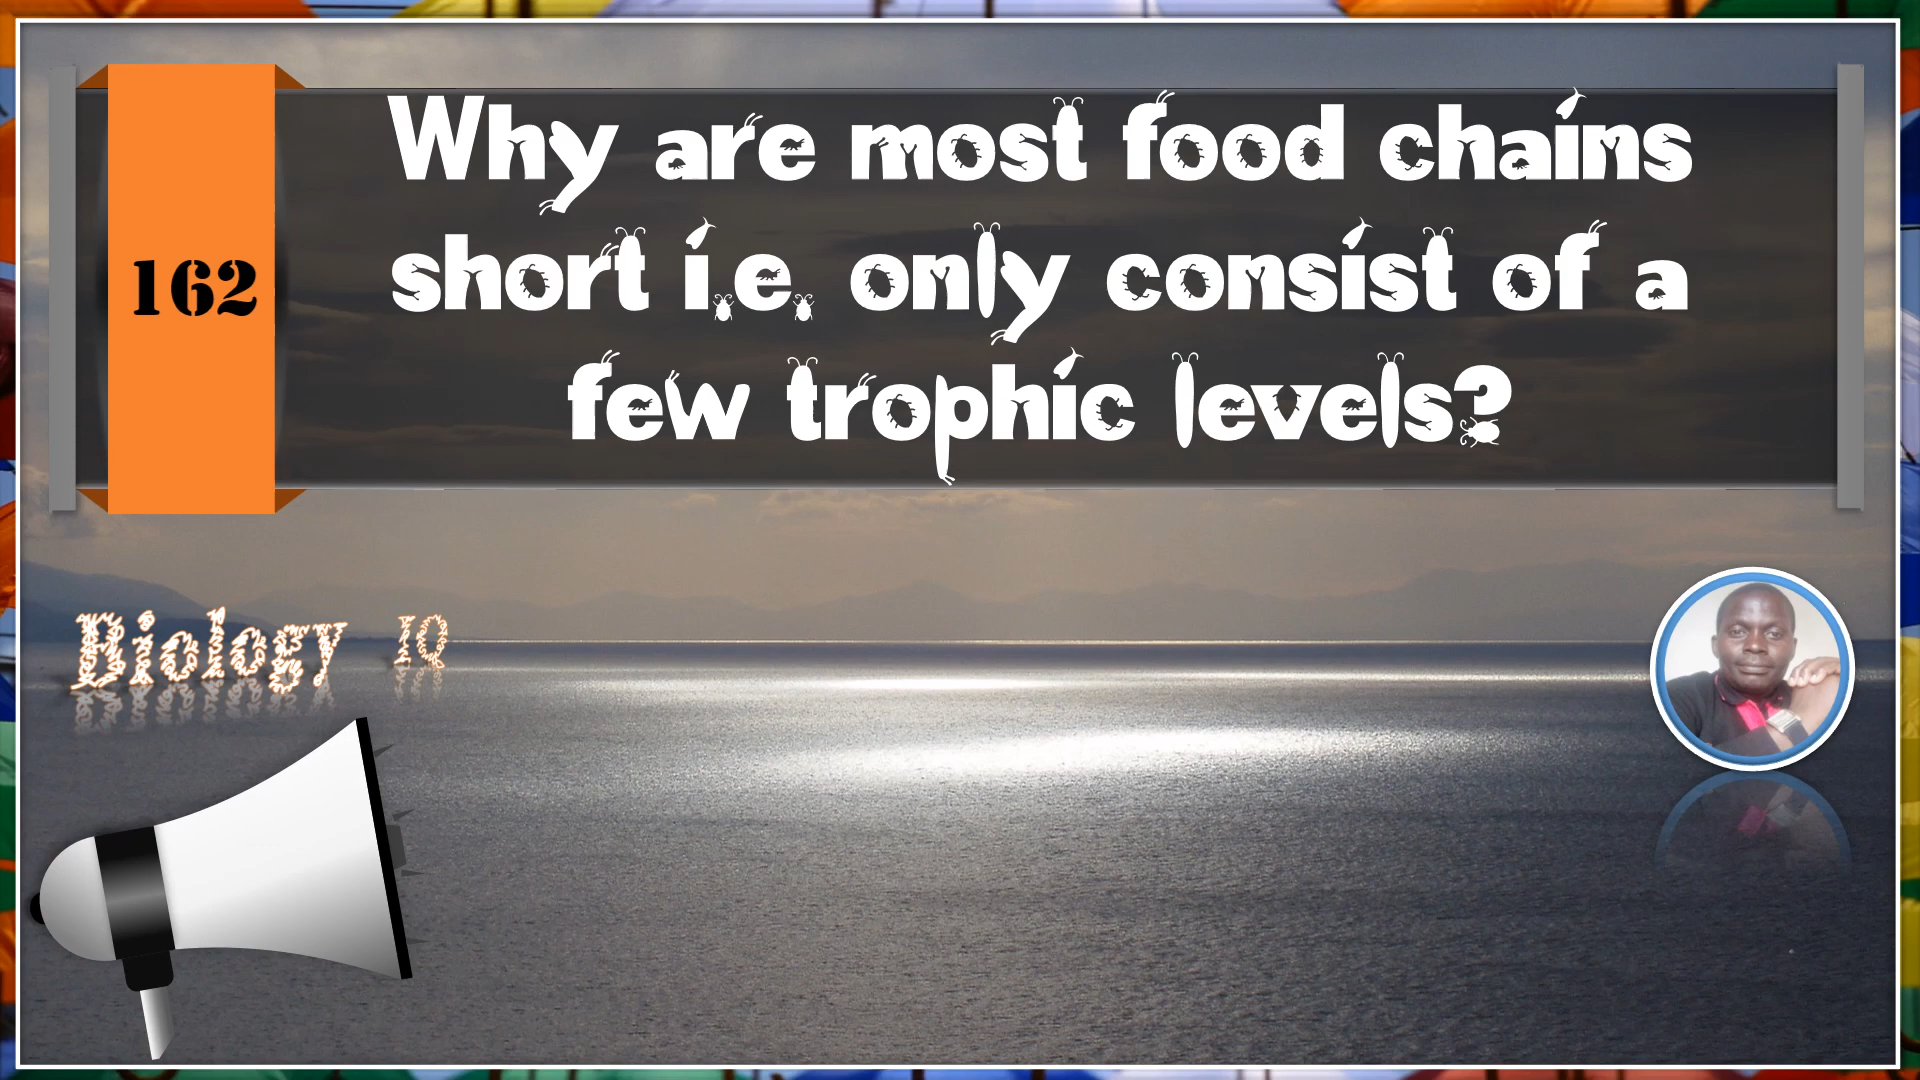 Why are most food chains
short i.e. only consist of a
few trophic levels?
162
Biology IQ